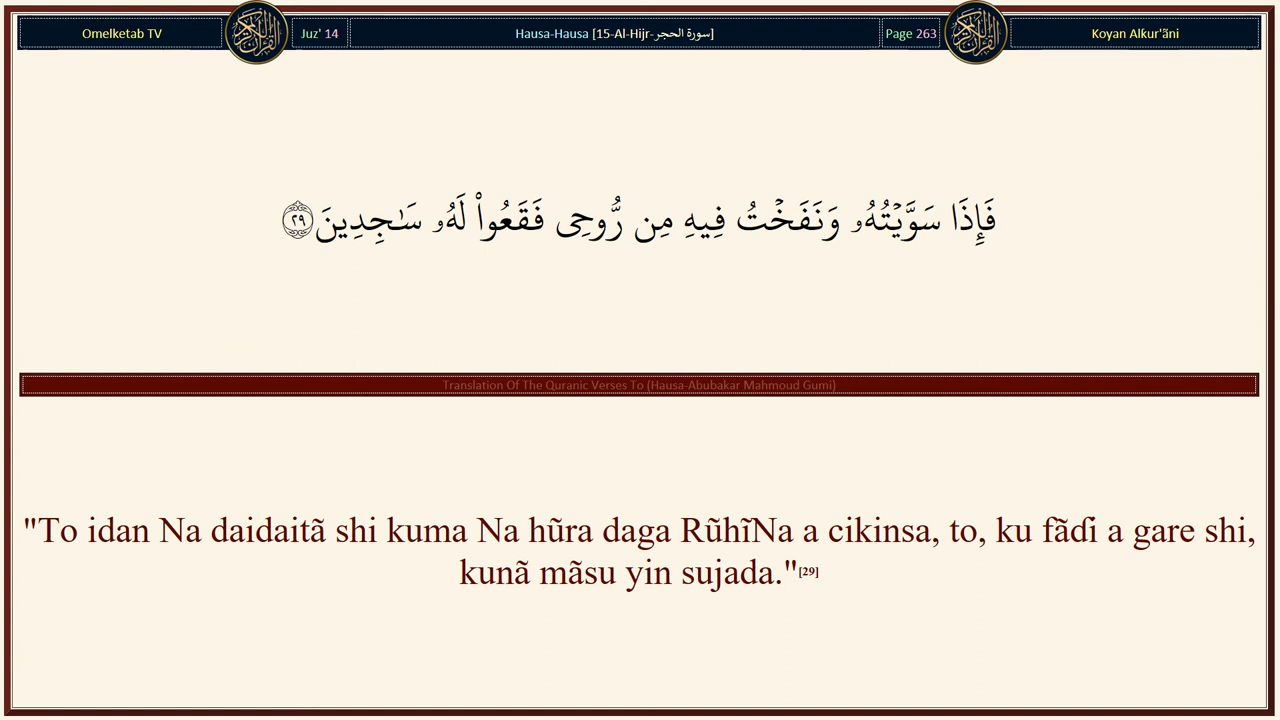 Omelketab TV
Juz' 14
Hausa-Hausa [15-Al-Hijr-سورة الحجر]
Page 263
Koyan Alƙur'ãni
فَإِذَا سَوَّيْتُهُۥ وَنَفَخْتُ فِيهِ مِن رُّوحِى فَقَعُوا۟ لَهُۥ سَـٰجِدِينَ ٢٩
Translation Of The Quranic Verses To (Hausa-Abubakar Mahmoud Gumi)
"To idan Na daidaitã shi kuma Na hũra daga RũhĩNa a cikinsa, to, ku fãɗi a gare shi,
kunã mãsu yin sujada."[29]